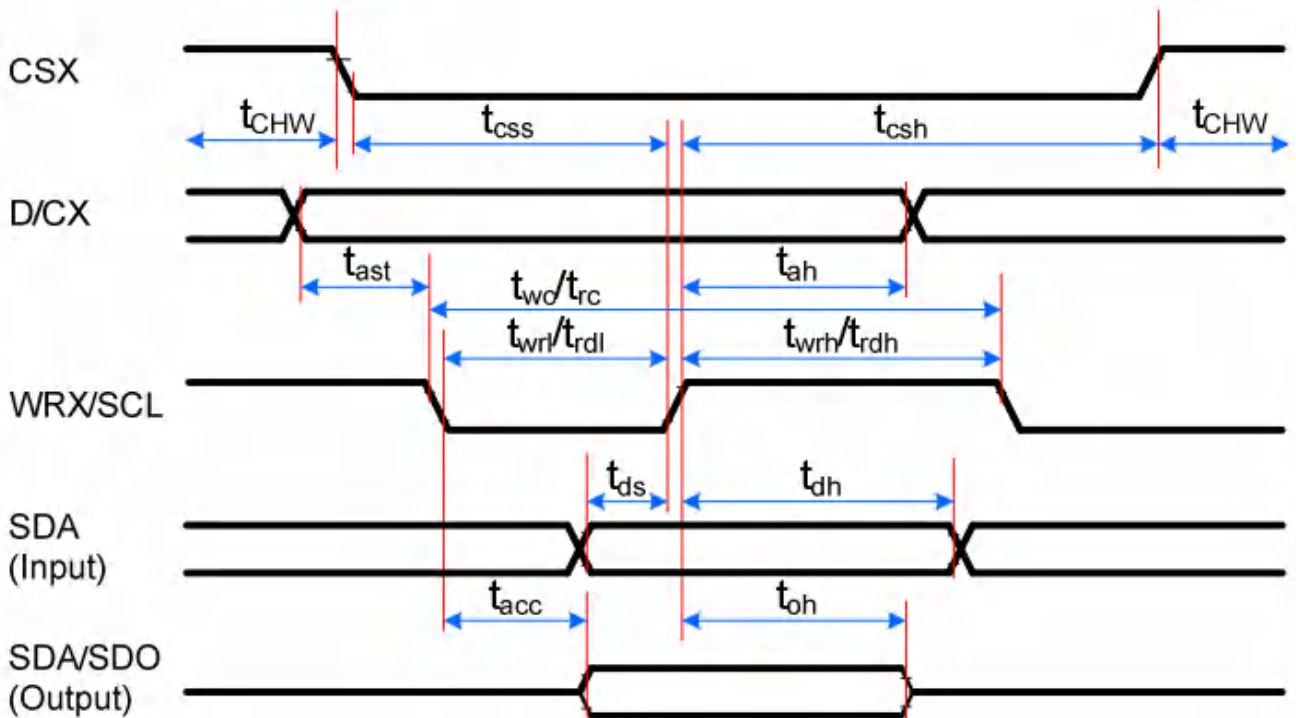 CSX
tCHW
tcss
tcsh
tCHW
D/CX
tast
twc/trc
tah
twrl/trdl
twrh/trdh
WRX/SCL
tds
tdh
SDA
(Input)
tacc
toh
SDA/SDO
(Output)